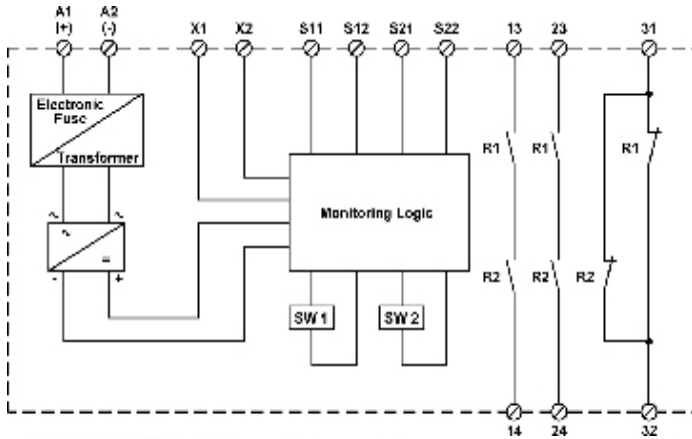 A1 A2 X1 X2 S11 S12 S21 S22 13 23 31
(+) (-)
Electronic
Fuse
Transformer
R1 R1 R1
Monitoring Logic
~ ~
~
=
- +
R2 R2 R2
SW 1 SW 2
14 24 32